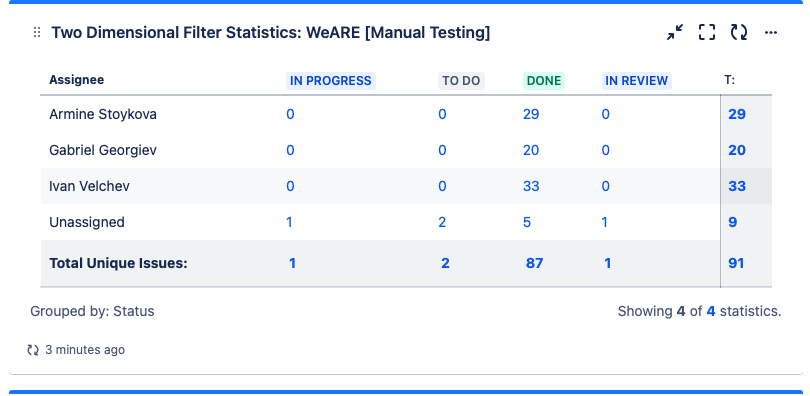 Two Dimensional Filter Statistics: WeARE [Manual Testing]
Assignee IN PROGRESS TO DO DONE IN REVIEW T:
Armine Stoykova 0 0 29 0 29
Gabriel Georgiev 0 0 20 0 20
Ivan Velchev 0 0 33 0 33
Unassigned 1 2 5 1 9
Total Unique Issues: 1 2 87 1 91
Grouped by: Status Showing 4 of 4 statistics.
3 minutes ago